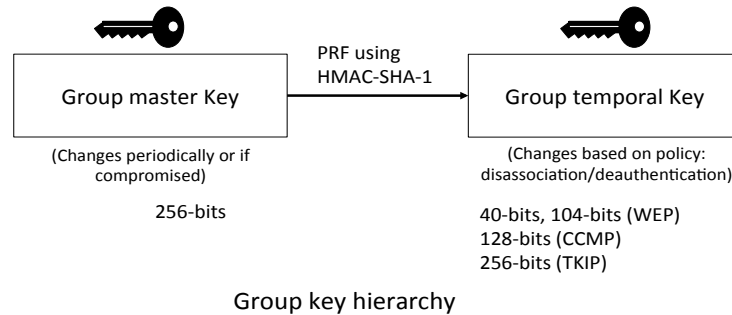 PRF using
HMAC-SHA-1
Group master Key
Group temporal Key
(Changes periodically or if
compromised)
(Changes based on policy:
disassociation/deauthentication)
256-bits
40-bits, 104-bits (WEP)
128-bits (CCMP)
256-bits (TKIP)
Group key hierarchy